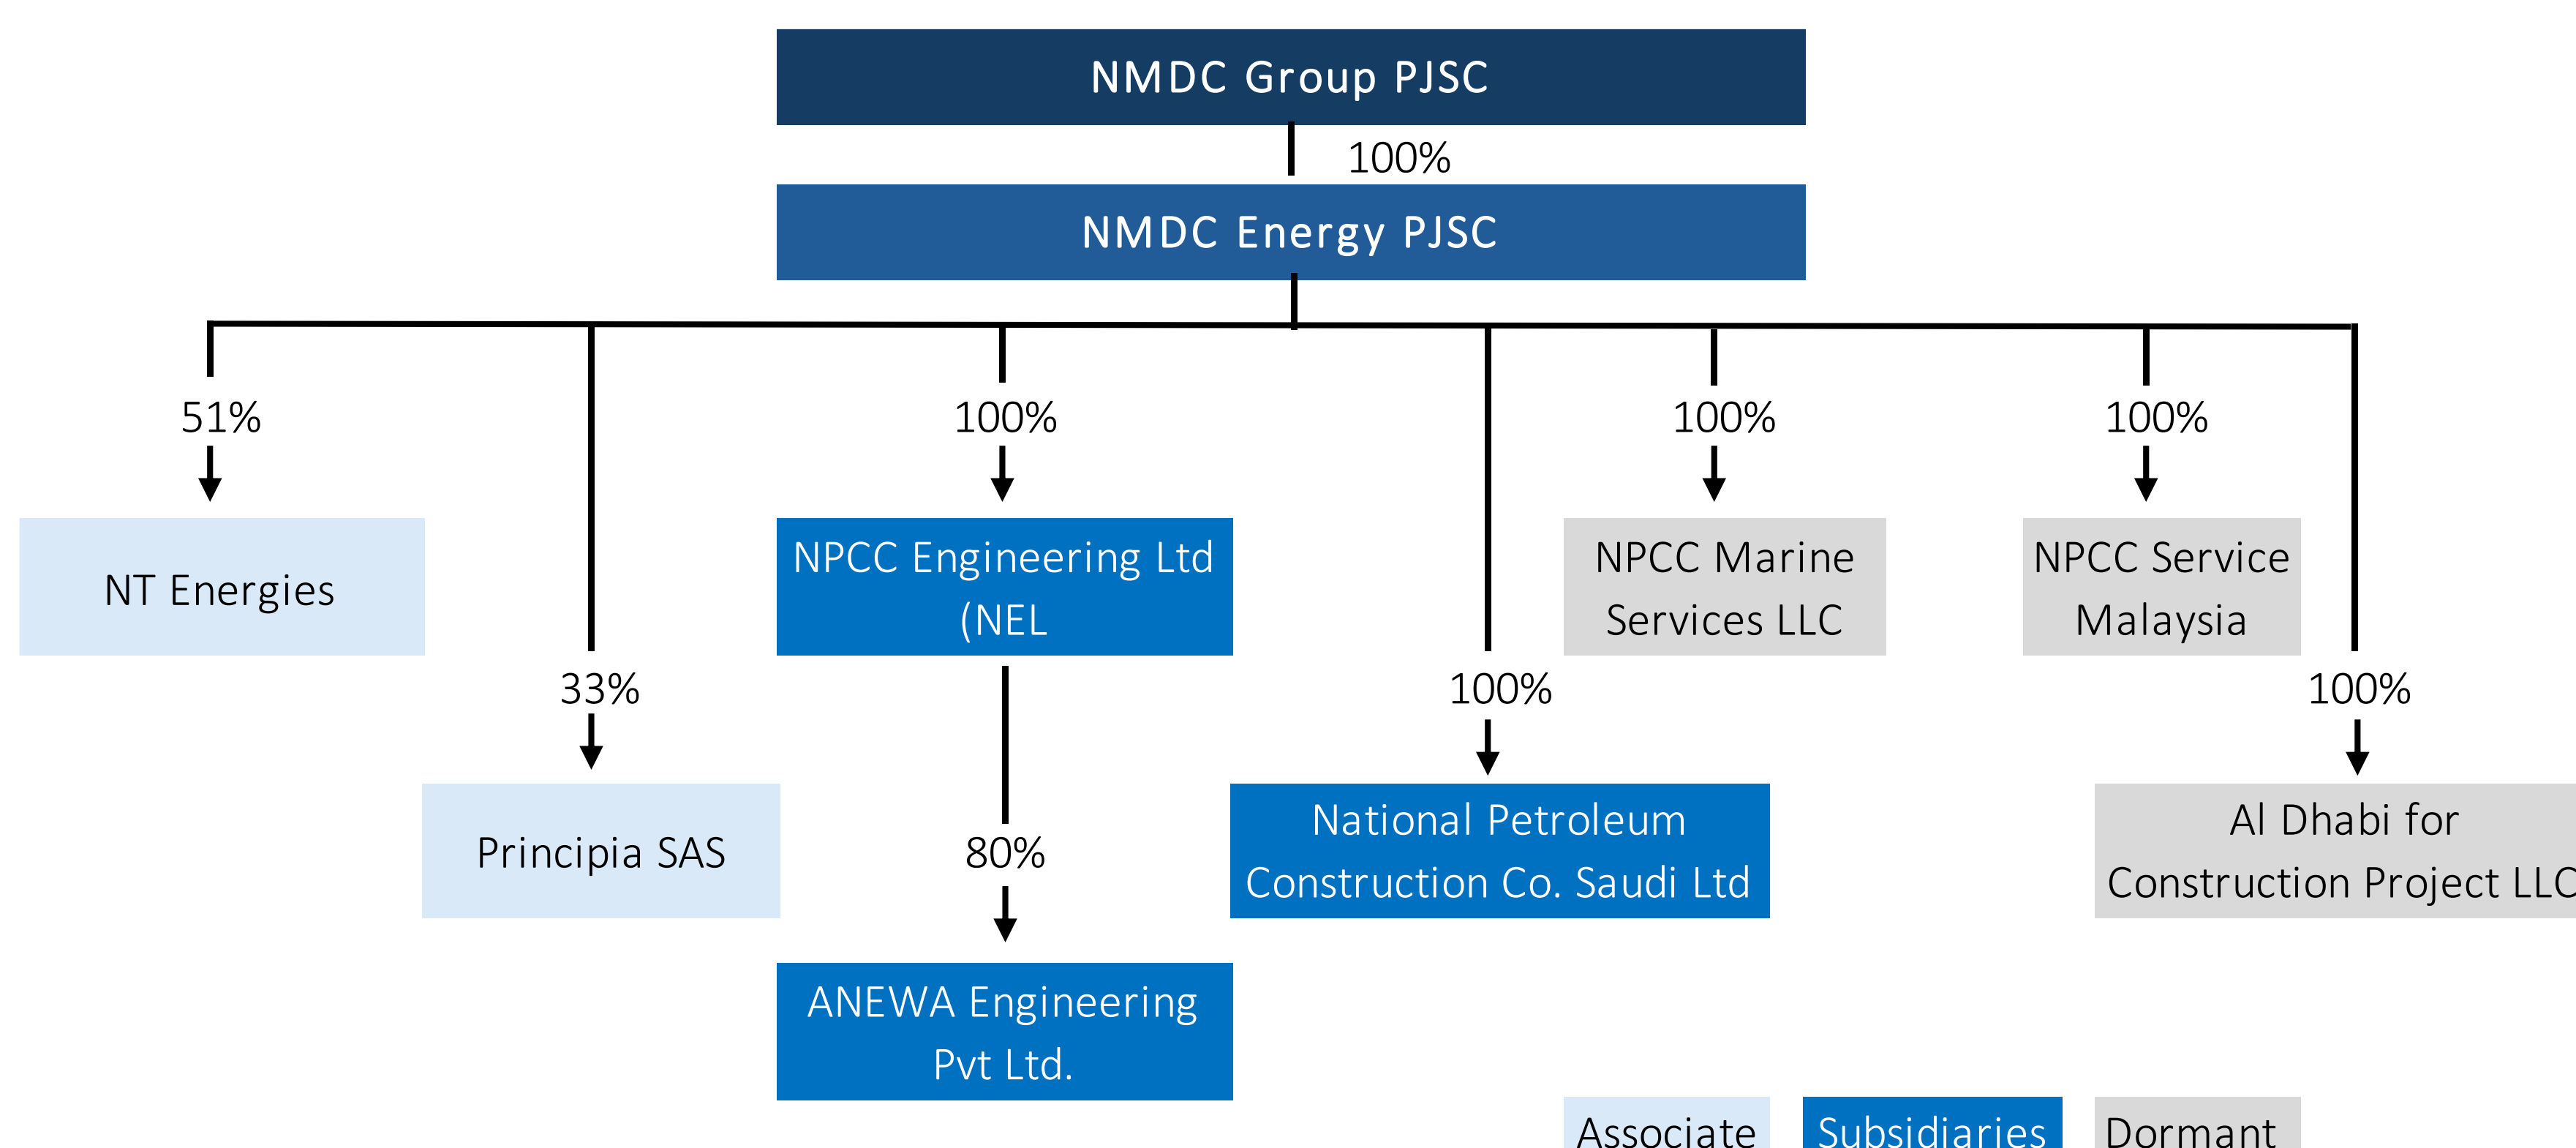 NMDC Group PJSC
100%
NMDC Energy PJSC
51%
100%
100%
100%
NT Energies
NPCC Engineering Ltd
(NEL
NPCC Marine
Services LLC
NPCC Service
Malaysia
33%
100%
100%
Principia SAS
80%
National Petroleum
Construction Co. Saudi Ltd
Al Dhabi for
Construction Project LLC
ANEWA Engineering
Pvt Ltd.
Associate
Subsidiaries
Dormant